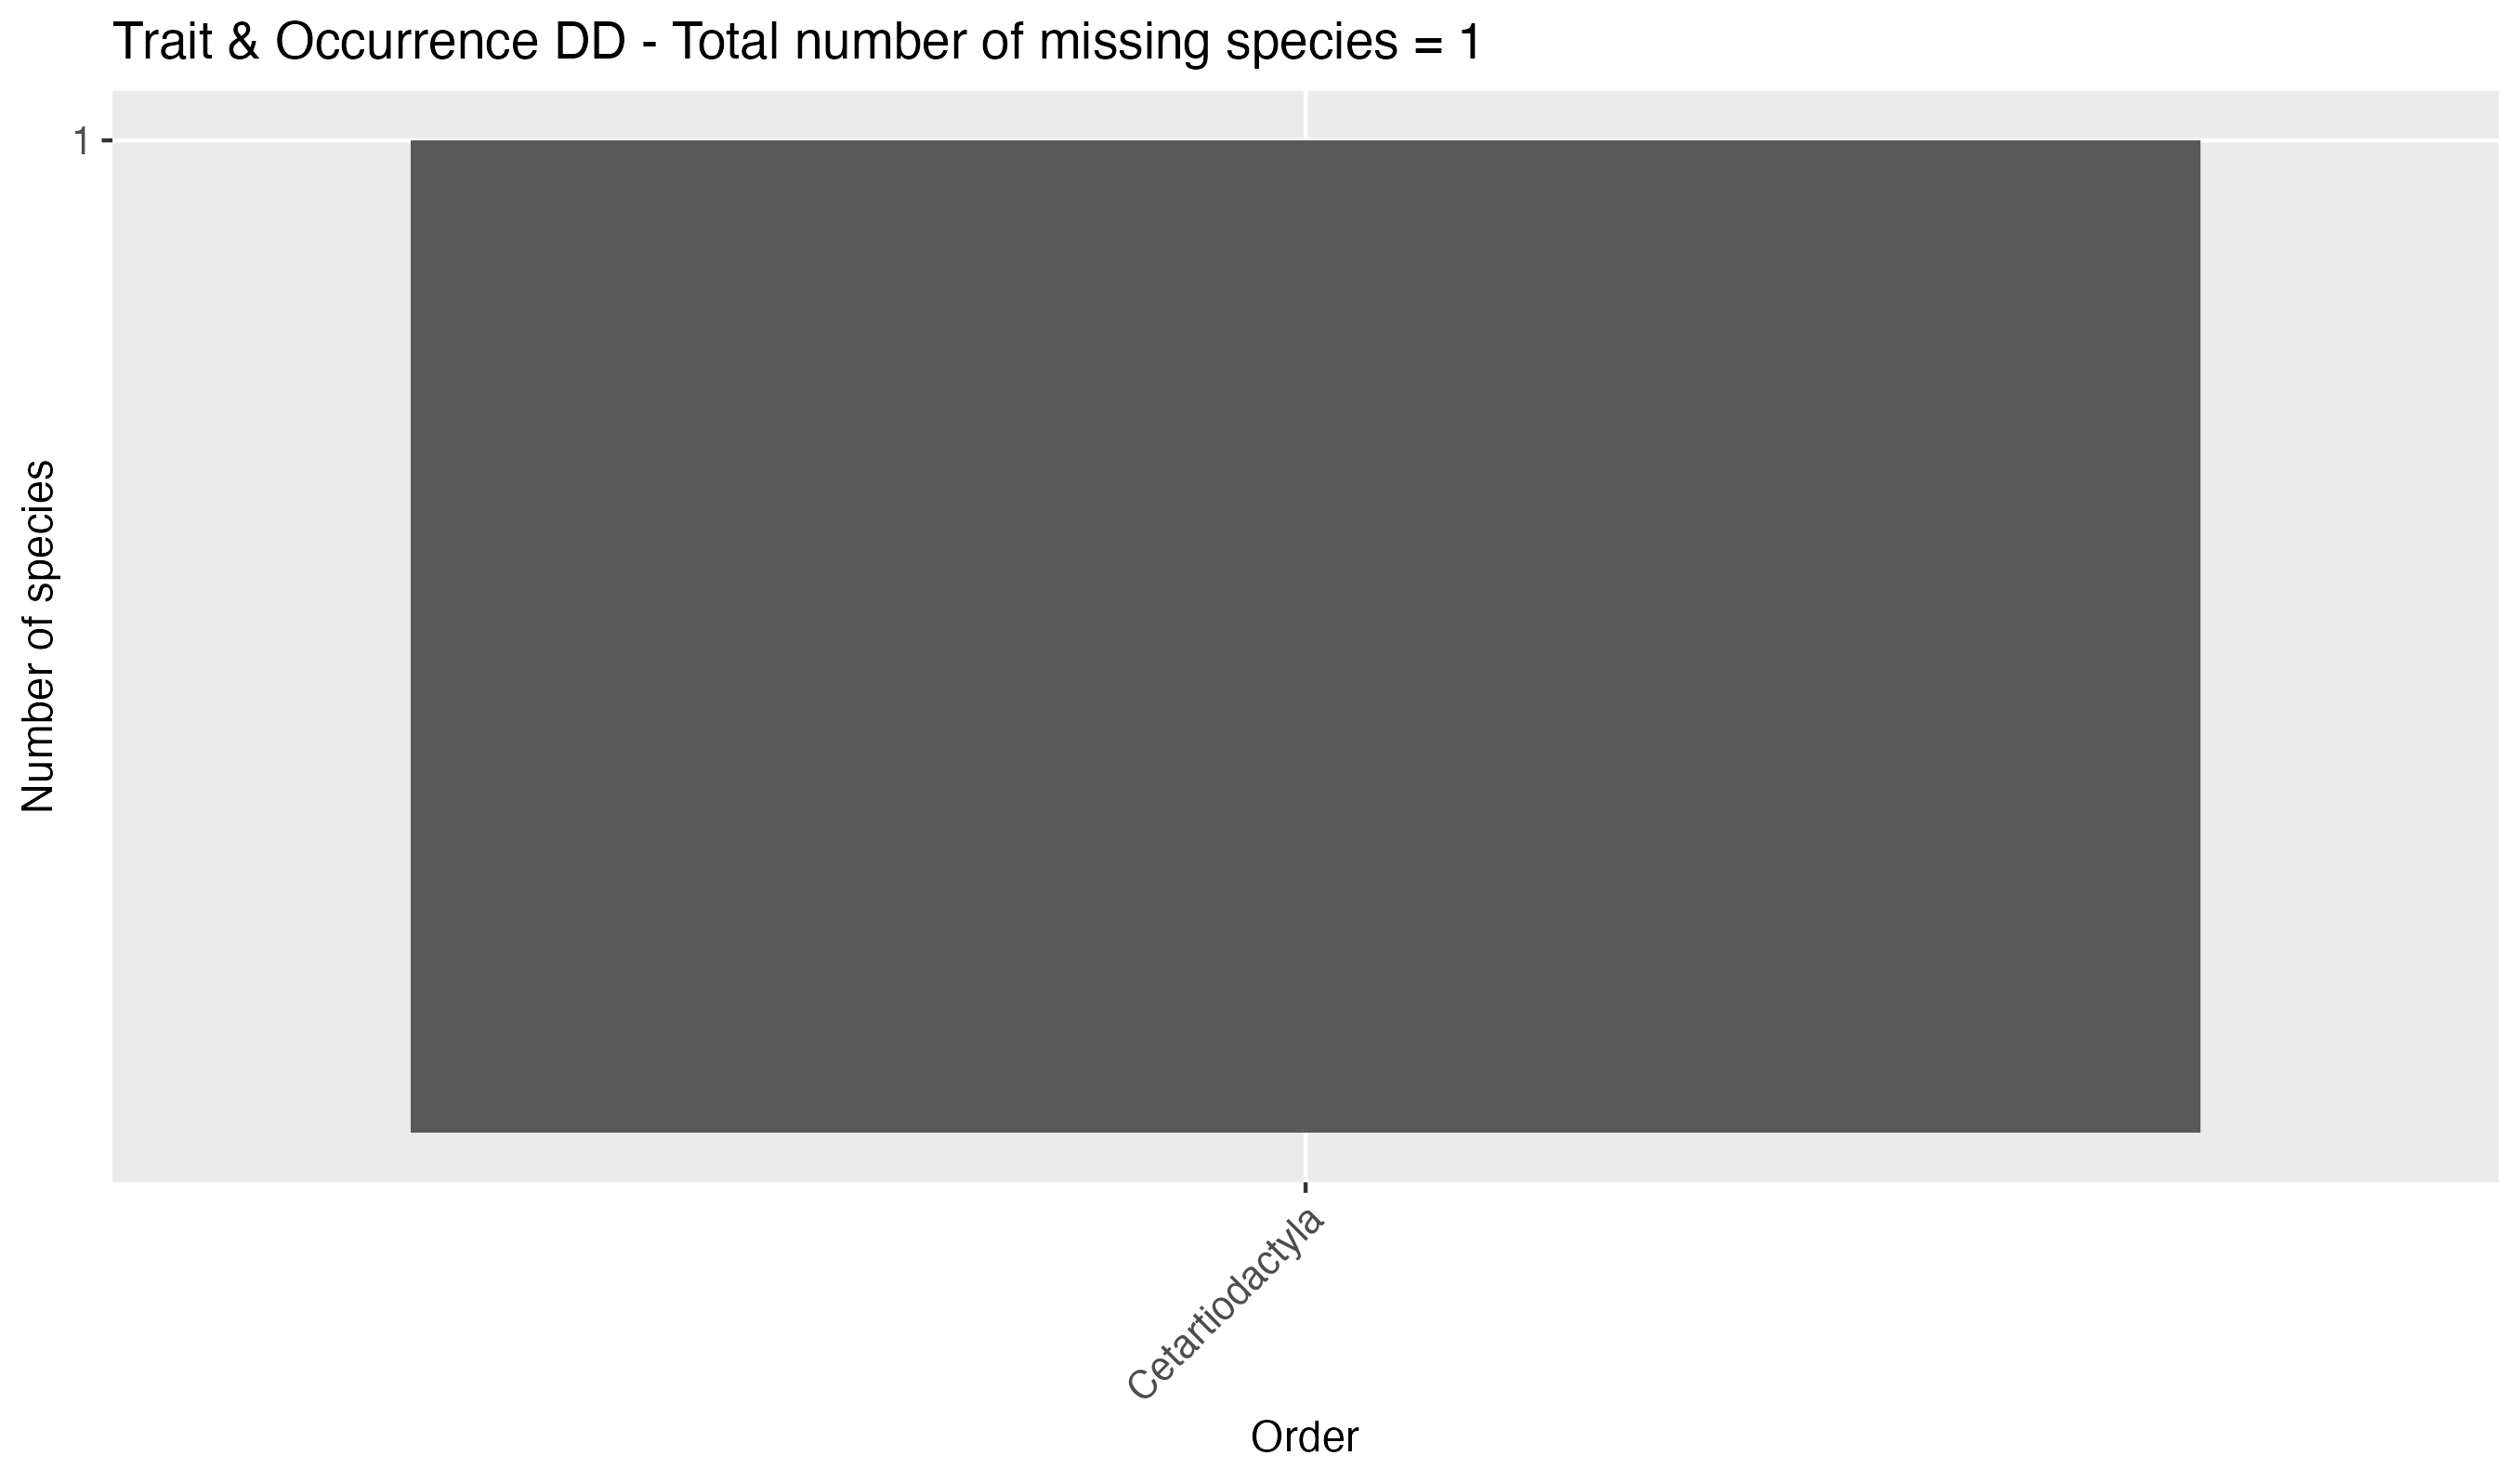 Trait & Occurrence DD - Total number of missing species = 1
1
Number of species
Cetartiodactyla
Order